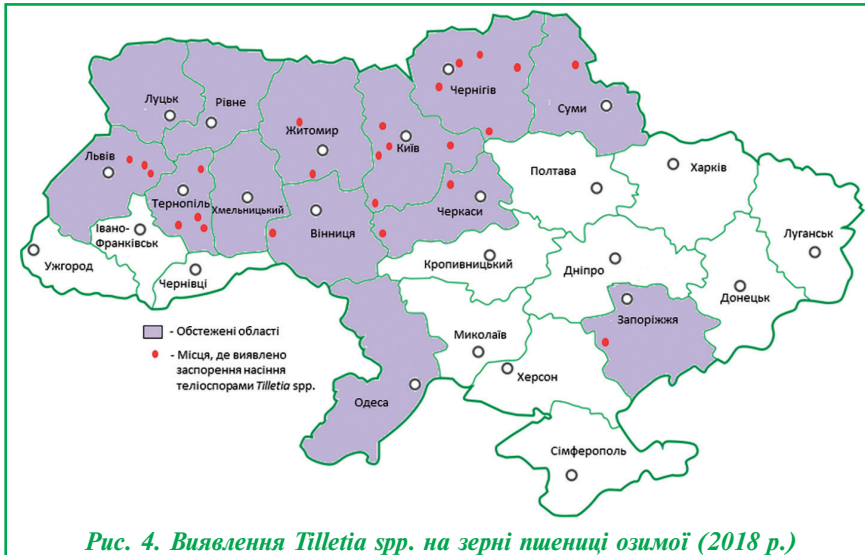 Чернігів
Суми
Луцьк
Рівне
Житомир
Київ
Львів
Полтава
Харків
Тернопіль
Хмельницький
Черкаси
Івано-
Франківськ
Вінниця
Луганськ
Ужгород
Чернівці
Кропивницький
Дніпро
Донецьк
Запоріжжя
- Обстежені області
Миколаїв
- Місця, де виявлено
заспорення насіння
теліоспорами Tilletia spp.
Херсон
Одеса
Сімферополь
Рис. 4. Виявлення Tilletia spp. на зерні пшениці озимої (2018 р.)